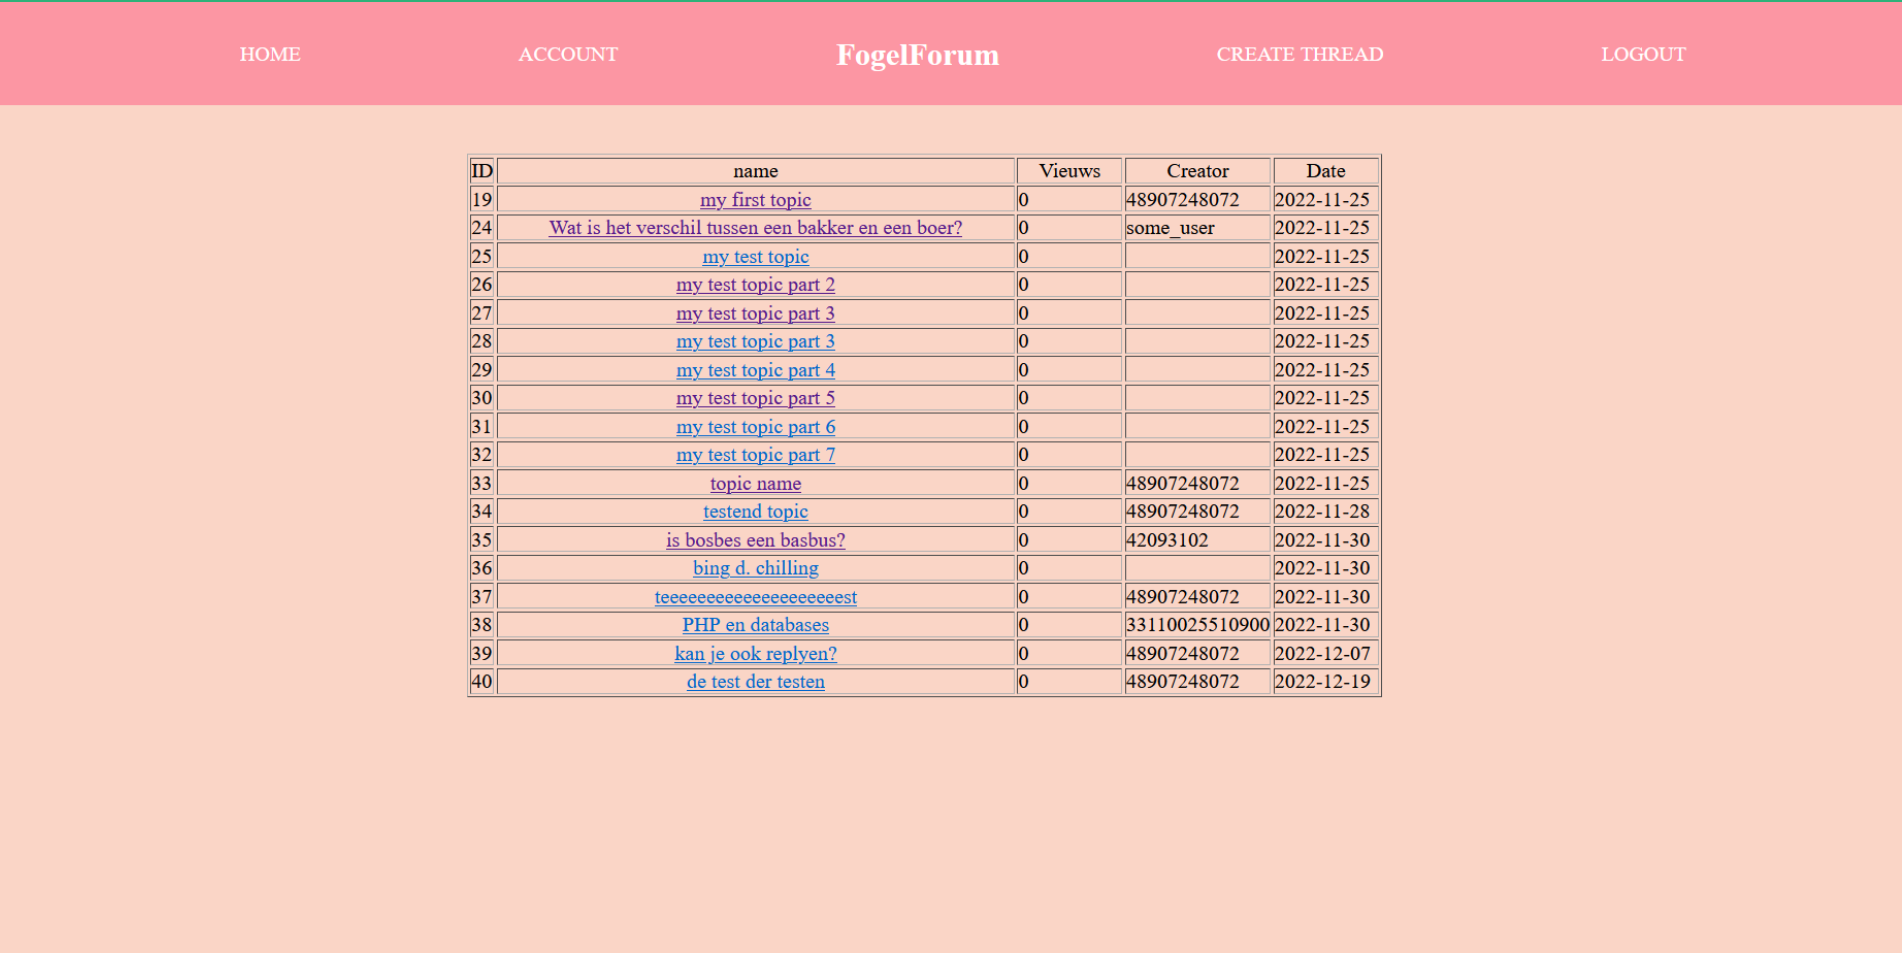 HOME ACCOUNT FogelForum CREATE THREAD LOGOUT
ID name Vieuws Creator Date
19 my first topic 0 48907248072 2022-11-25
24 Wat is het verschil tussen een bakker en een boer? 0 some_user 2022-11-25
25 my test topic 0 2022-11-25
26 my test topic part 2 0 2022-11-25
27 my test topic part 3 0 2022-11-25
28 my test topic part 3 0 2022-11-25
29 my test topic part 4 0 2022-11-25
30 my test topic part 5 0 2022-11-25
31 my test topic part 6 0 2022-11-25
32 my test topic part 7 0 2022-11-25
33 topic name 0 48907248072 2022-11-25
34 testend topic 0 48907248072 2022-11-28
35 is bosbes een basbus? 0 42093102 2022-11-30
36 bing d. chilling 0 2022-11-30
37 teeeeeeeeeeeeeeeeeeeest 0 48907248072 2022-11-30
38 PHP en databases 0 33110025510900 2022-11-30
39 kan je ook replyen? 0 48907248072 2022-12-07
40 de test der testen 0 48907248072 2022-12-19